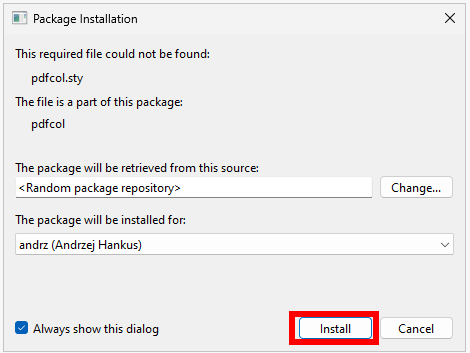 Package Installation
This required file could not be found:
pdfcol.sty
The file is a part of this package:
pdfcol
The package will be retrieved from this source:
<Random package repository>
Change...
The package will be installed for:
andrz (Andrzej Hankus)
Always show this dialog
Install
Cancel